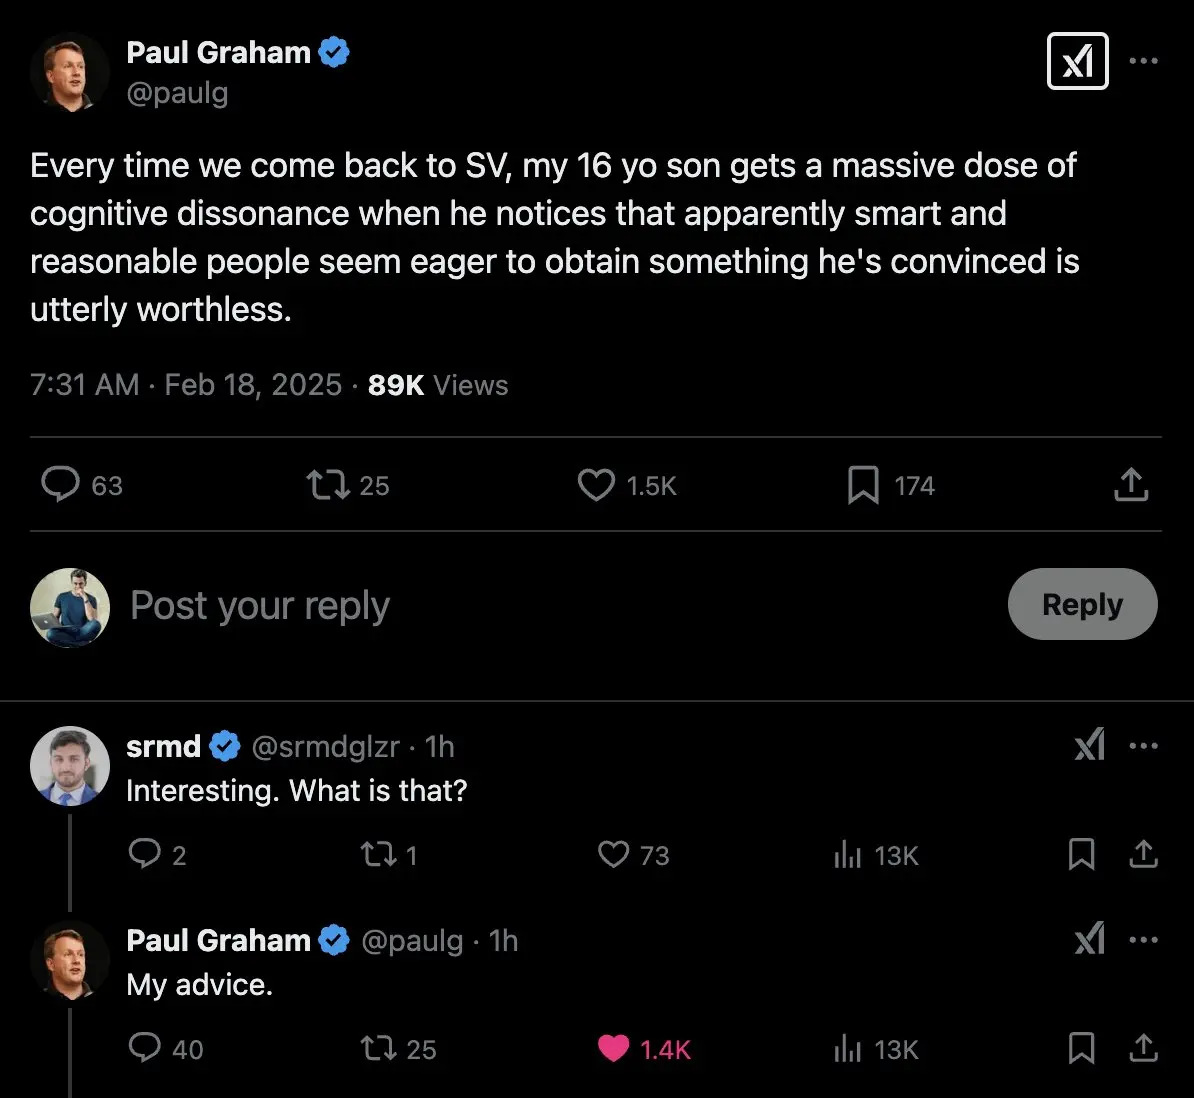 Paul Graham
@paulg
Every time we come back to SV, my 16 yo son gets a massive dose of
cognitive dissonance when he notices that apparently smart and
reasonable people seem eager to obtain something he's convinced is
utterly worthless.
7:31 AM · Feb 18, 2025 · 89K Views
63 25 1.5K 174
Post your reply
Reply
srmd @srmdglzr · 1h
Interesting. What is that?
2 1 73 13K
Paul Graham @paulg · 1h
My advice.
40 25 1.4K 13K